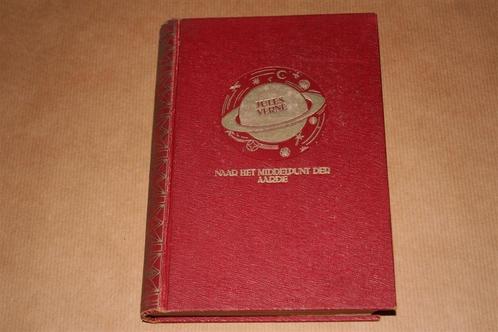 JULES
VERNE
NAAR HET MIDDELPUNT DER
AARDE